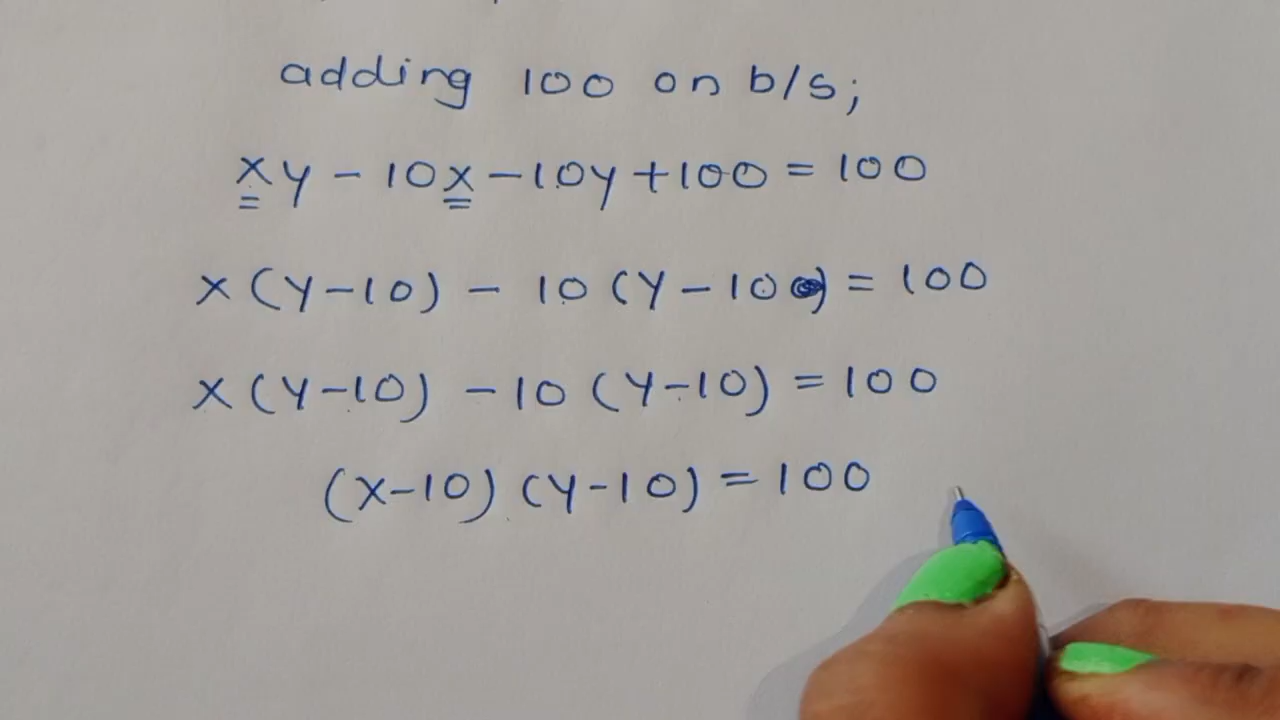 adding 100 on b/s;
xy - 10x - 10y + 100 = 100
x(y-10) - 10(y-10) = 100
x(y-10) - 10(y-10) = 100
(x-10)(y-10) = 100